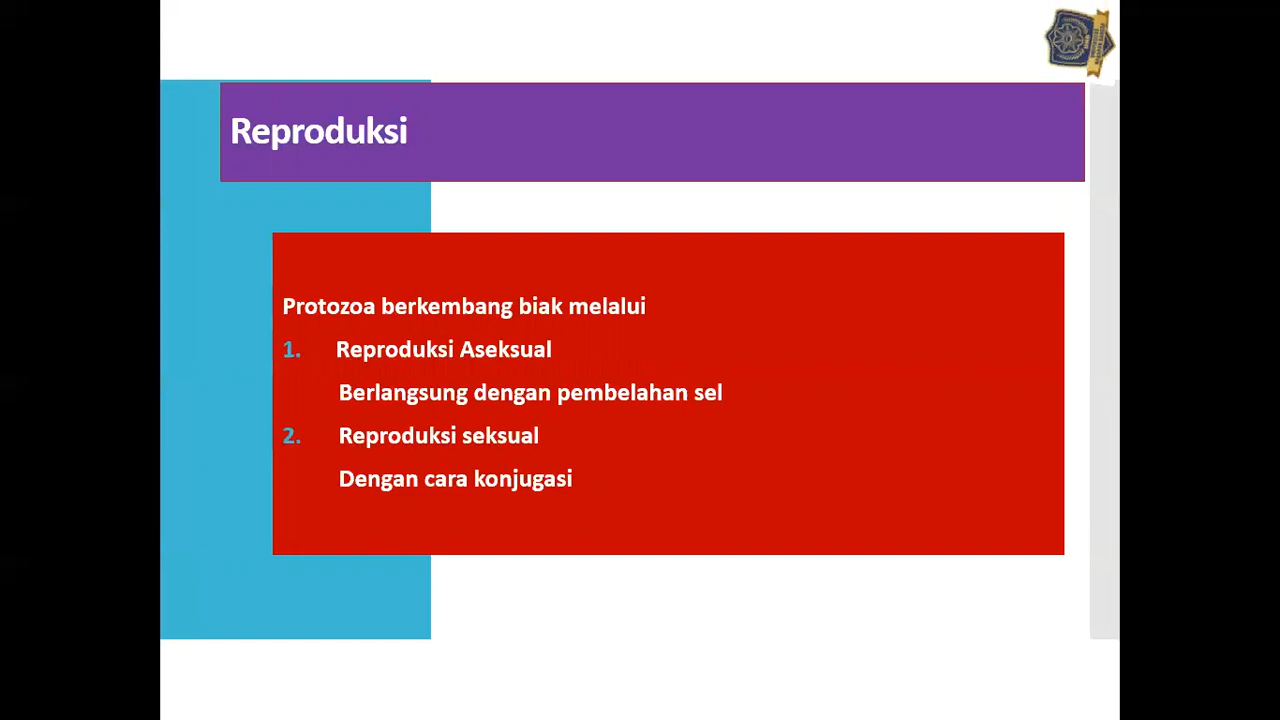 Reproduksi
Protozoa berkembang biak melalui
1. Reproduksi Aseksual
Berlangsung dengan pembelahan sel
2. Reproduksi seksual
Dengan cara konjugasi